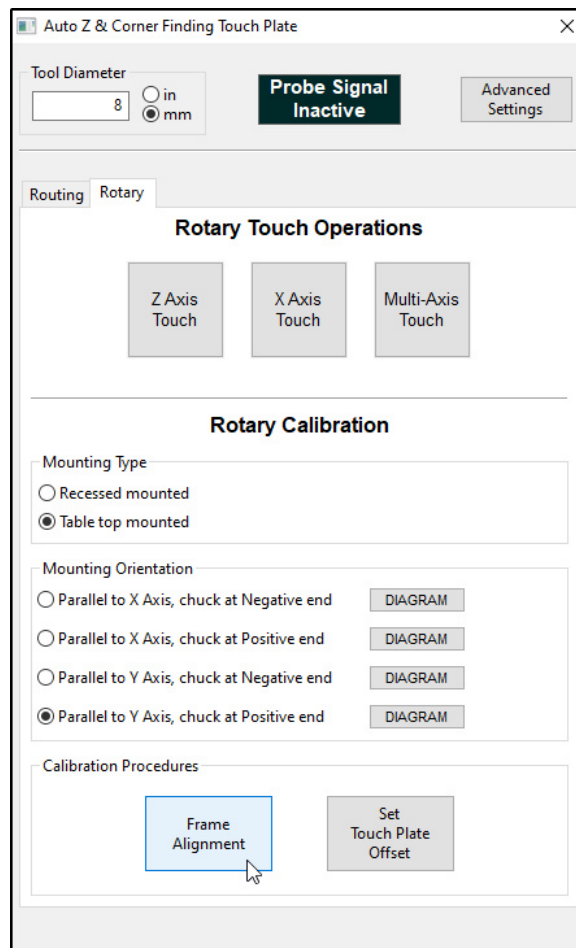 Auto Z & Corner Finding Touch Plate
Tool Diameter
8
in
mm
Probe Signal
Inactive
Advanced
Settings
Routing
Rotary
Rotary Touch Operations
Z Axis
Touch
X Axis
Touch
Multi-Axis
Touch
Rotary Calibration
Mounting Type
Recessed mounted
Table top mounted
Mounting Orientation
Parallel to X Axis, chuck at Negative end DIAGRAM
Parallel to X Axis, chuck at Positive end DIAGRAM
Parallel to Y Axis, chuck at Negative end DIAGRAM
Parallel to Y Axis, chuck at Positive end DIAGRAM
Calibration Procedures
Frame
Alignment
Set
Touch Plate
Offset